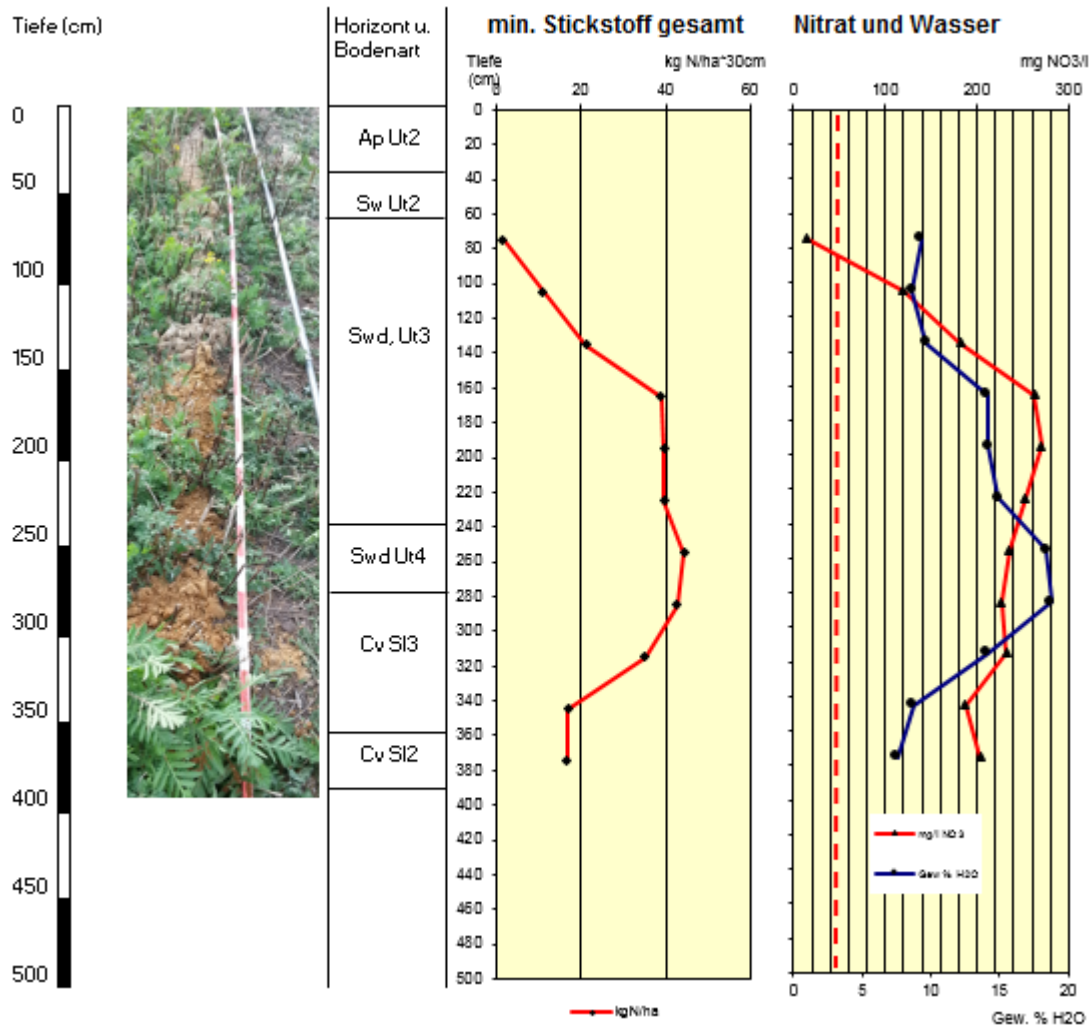 Tiefe (cm)
0
50
100
150
200
250
300
350
400
450
500
Horizont u.
Bodenart
Ap Ut2
Sw Ut2
Swd, Ut3
Swd Ut4
Cv Sl3
Cv Sl2
min. Stickstoff gesamt
Tiefe
(cm)
kg N/ha*30cm
0 20 40 60
0
20
40
60
80
100
120
140
160
180
200
220
240
260
280
300
320
340
360
380
400
420
440
460
480
500
kgN/ha
Nitrat und Wasser
mg NO3/l
0 100 200 300
mg/l NO3
Gew. % H2O
0 5 10 15 20
Gew. % H2O